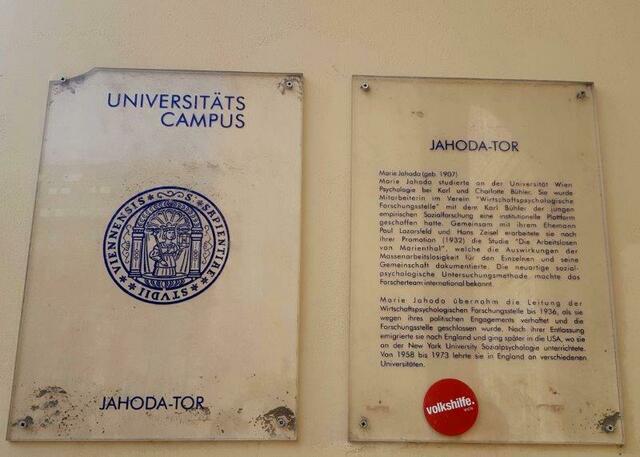 UNIVERSITÄTS
CAMPUS
S. SAPIENTIAE STVDII VIENNENSIS
JAHODA-TOR
JAHODA-TOR
Marie Jahoda (geb. 1907)
Marie Jahoda studierte an der Universität Wien
Psychologie bei Karl und Charlotte Bühler. Sie wurde
Mitarbeiterin im Verein "Wirtschaftspsychologische
Forschungsstelle" mit dem Karl Bühler der jungen
empirischen Sozialforschung eine institutionelle Plattform
geschaffen hatte. Gemeinsam mit ihrem Ehemann
Paul Lazarsfeld und Hans Zeisel erarbeitete sie nach
ihrer Promotion (1932) die Studie "Die Arbeitslosen
von Marienthal", welche die Auswirkungen der
Massenarbeitslosigkeit für den Einzelnen und seine
Gemeinschaft dokumentierte. Die neuartige sozial-
psychologische Untersuchungsmethode machte das
Forscherteam international bekannt.
Marie Jahoda übernahm die Leitung der
Wirtschaftspsychologischen Forschungsstelle bis 1936, als sie
wegen ihres politischen Engagements verhaftet und die
Forschungsstelle geschlossen wurde. Nach ihrer Entlassung
emigrierte sie nach England und ging später in die USA, wo sie
an der New York University Sozialpsychologie unterrichtete.
Von 1958 bis 1973 lehrte sie in England an verschiedenen
Universitäten.
volkshilfe.